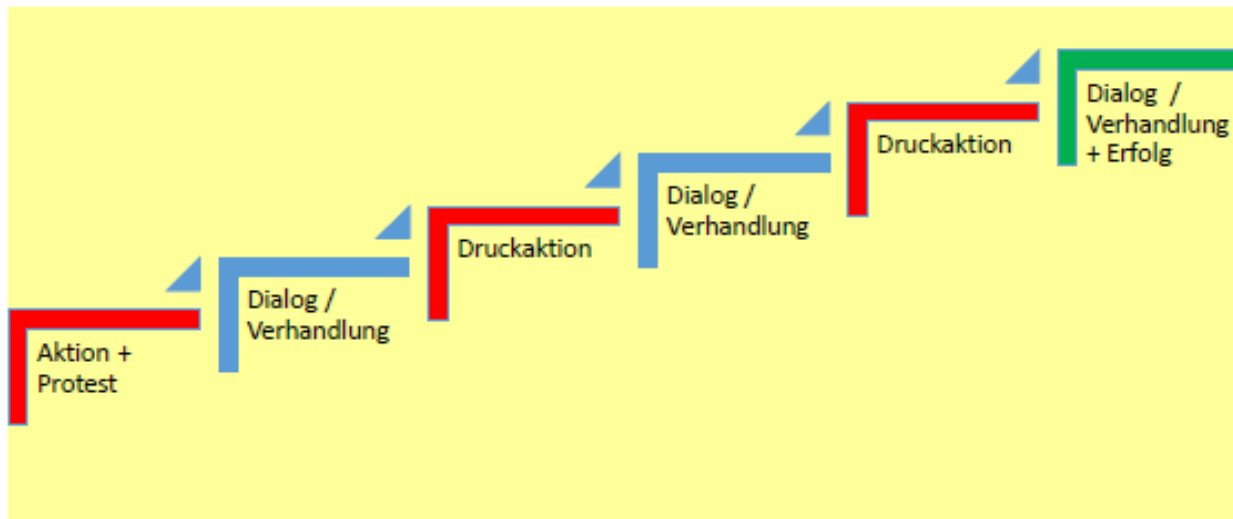 Aktion +
Protest
Dialog /
Verhandlung
Druckaktion
Dialog /
Verhandlung
Druckaktion
Dialog /
Verhandlung
+ Erfolg